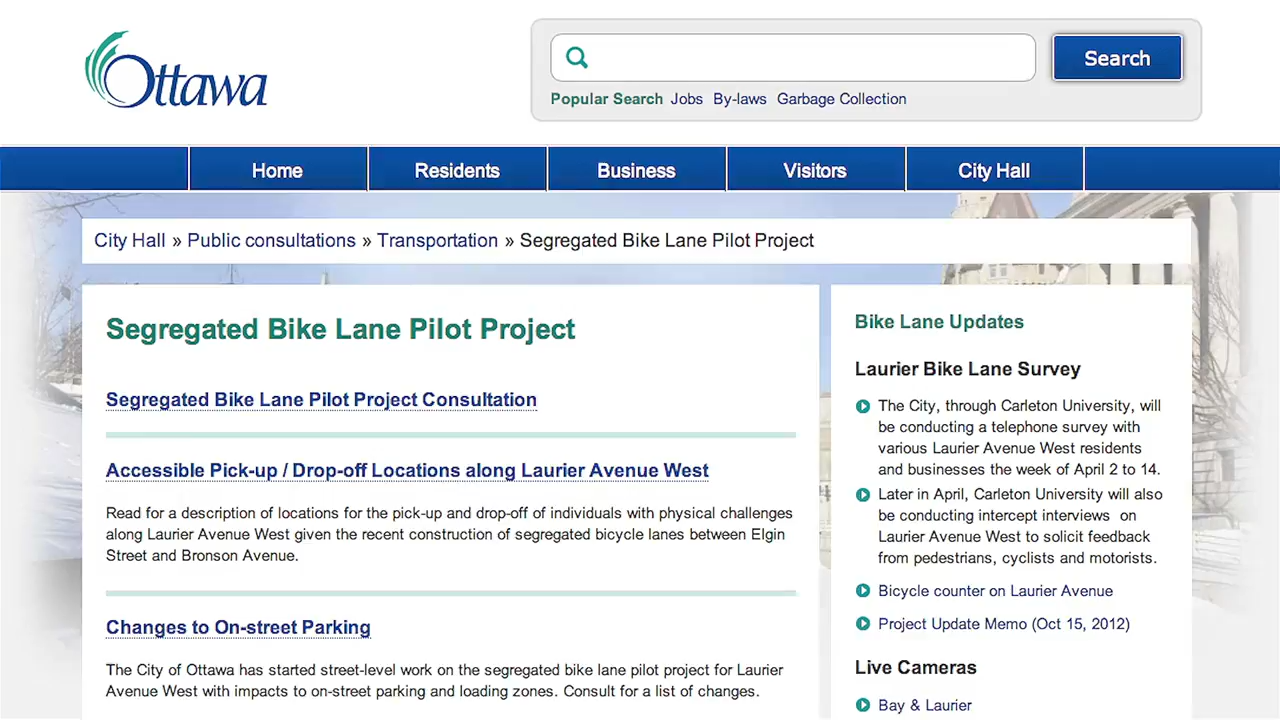 Ottawa
Search
Popular Search Jobs By-laws Garbage Collection
Home Residents Business Visitors City Hall
City Hall » Public consultations » Transportation » Segregated Bike Lane Pilot Project
Segregated Bike Lane Pilot Project
Segregated Bike Lane Pilot Project Consultation
Accessible Pick-up / Drop-off Locations along Laurier Avenue West
Read for a description of locations for the pick-up and drop-off of individuals with physical challenges
along Laurier Avenue West given the recent construction of segregated bicycle lanes between Elgin
Street and Bronson Avenue.
Changes to On-street Parking
The City of Ottawa has started street-level work on the segregated bike lane pilot project for Laurier
Avenue West with impacts to on-street parking and loading zones. Consult for a list of changes.
Bike Lane Updates
Laurier Bike Lane Survey
The City, through Carleton University, will
be conducting a telephone survey with
various Laurier Avenue West residents
and businesses the week of April 2 to 14.
Later in April, Carleton University will also
be conducting intercept interviews on
Laurier Avenue West to solicit feedback
from pedestrians, cyclists and motorists.
Bicycle counter on Laurier Avenue
Project Update Memo (Oct 15, 2012)
Live Cameras
Bay & Laurier